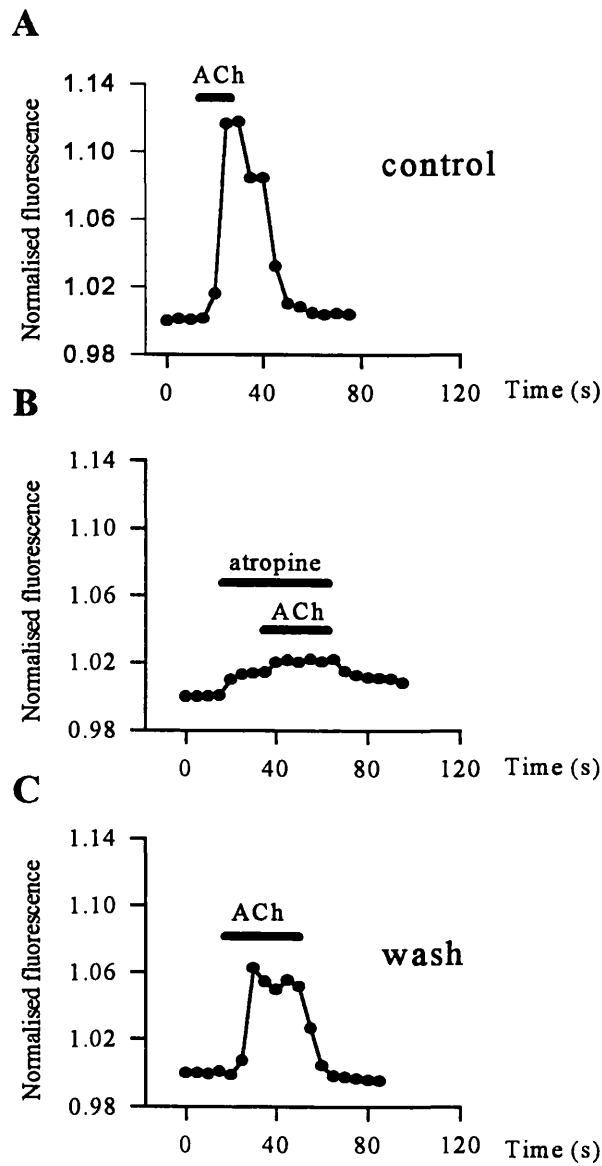 A
Normalised fluorescence
1.14
1.10
1.06
1.02
0.98
ACh
control
0 40 80 120 Time (s)
B
Normalised fluorescence
1.14
1.10
1.06
1.02
0.98
atropine
ACh
0 40 80 120 Time (s)
C
Normalised fluorescence
1.14
1.10
1.06
1.02
0.98
ACh
wash
0 40 80 120 Time (s)